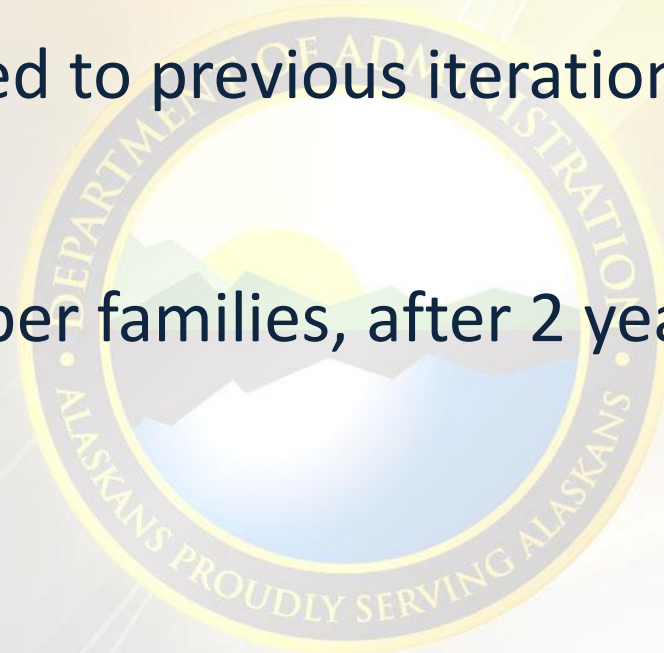 ed to previous iteration
per families, after 2 yea
DEPARTMENT OF ADMINISTRATION
• ALASKANS PROUDLY SERVING ALASKANS •